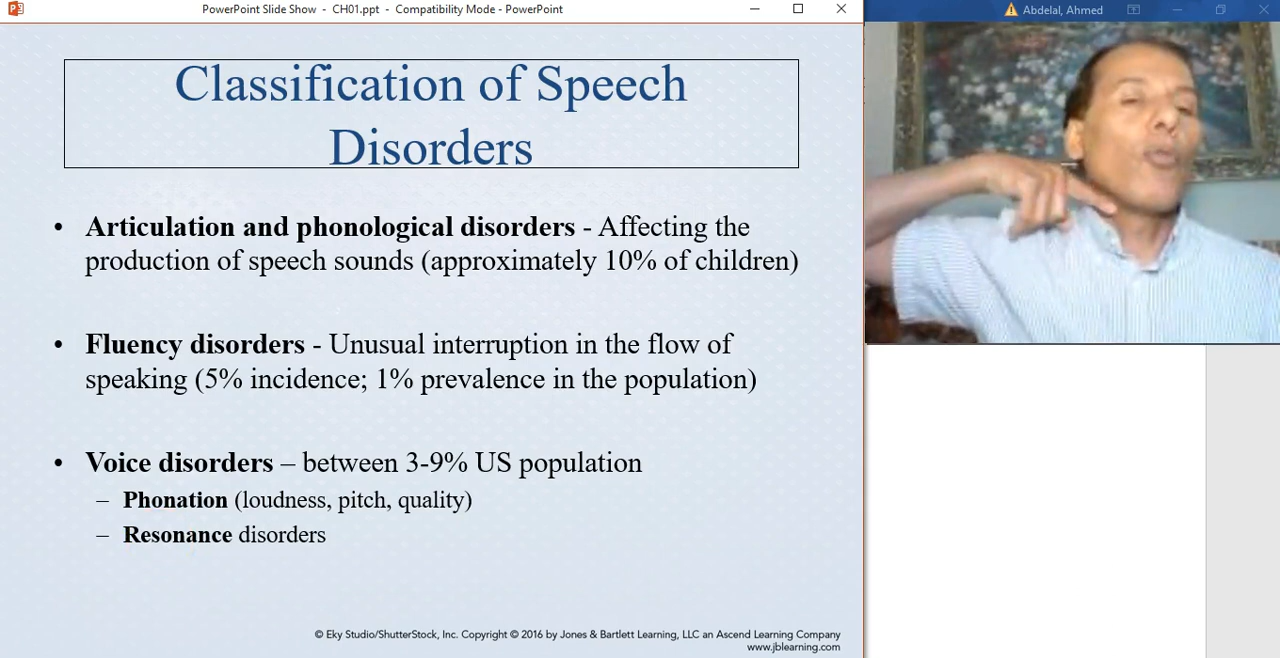 PowerPoint Slide Show - CH01.ppt - Compatibility Mode - PowerPoint
Abdelal, Ahmed
Classification of Speech
Disorders
• Articulation and phonological disorders - Affecting the
production of speech sounds (approximately 10% of children)
• Fluency disorders - Unusual interruption in the flow of
speaking (5% incidence; 1% prevalence in the population)
• Voice disorders – between 3-9% US population
– Phonation (loudness, pitch, quality)
– Resonance disorders
© Eky Studio/ShutterStock, Inc. Copyright © 2016 by Jones & Bartlett Learning, LLC an Ascend Learning Company
www.jblearning.com